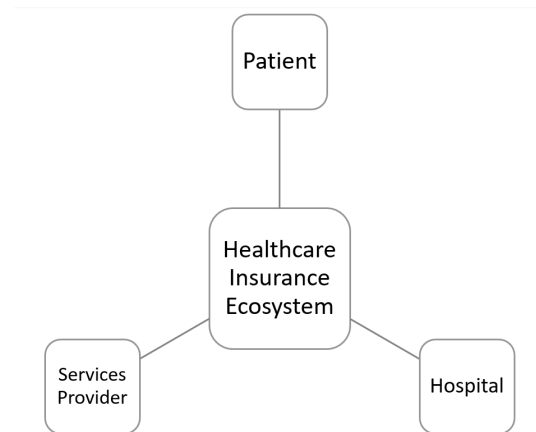 Patient
Healthcare
Insurance
Ecosystem
Services
Provider
Hospital